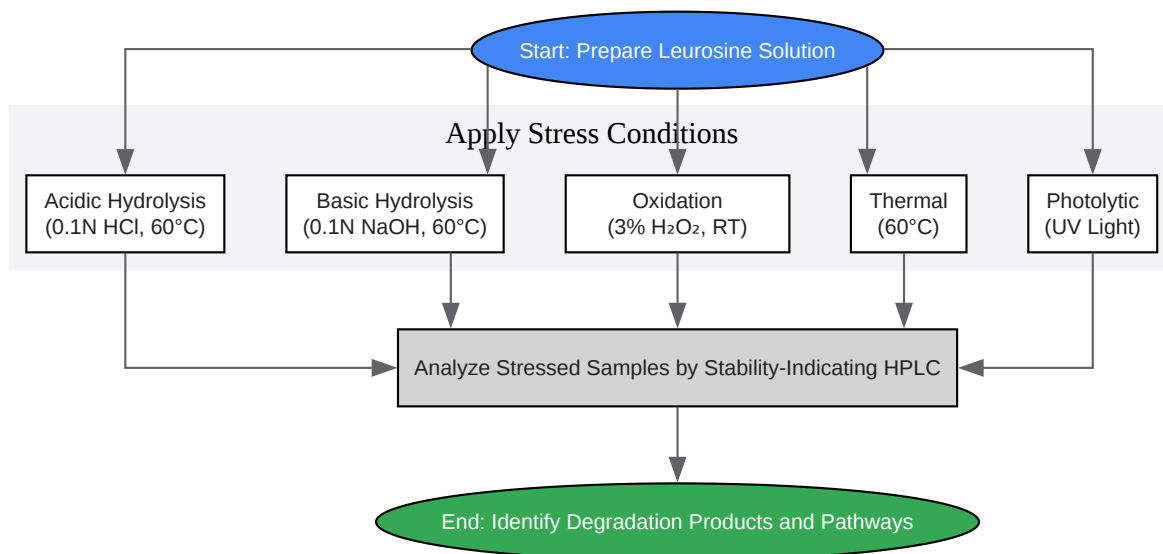 Start: Prepare Leurosine Solution
Apply Stress Conditions
Acidic Hydrolysis
(0.1N HCl, 60°C)
Basic Hydrolysis
(0.1N NaOH, 60°C)
Oxidation
(3% H₂O₂, RT)
Thermal
(60°C)
Photolytic
(UV Light)
Analyze Stressed Samples by Stability-Indicating HPLC
End: Identify Degradation Products and Pathways